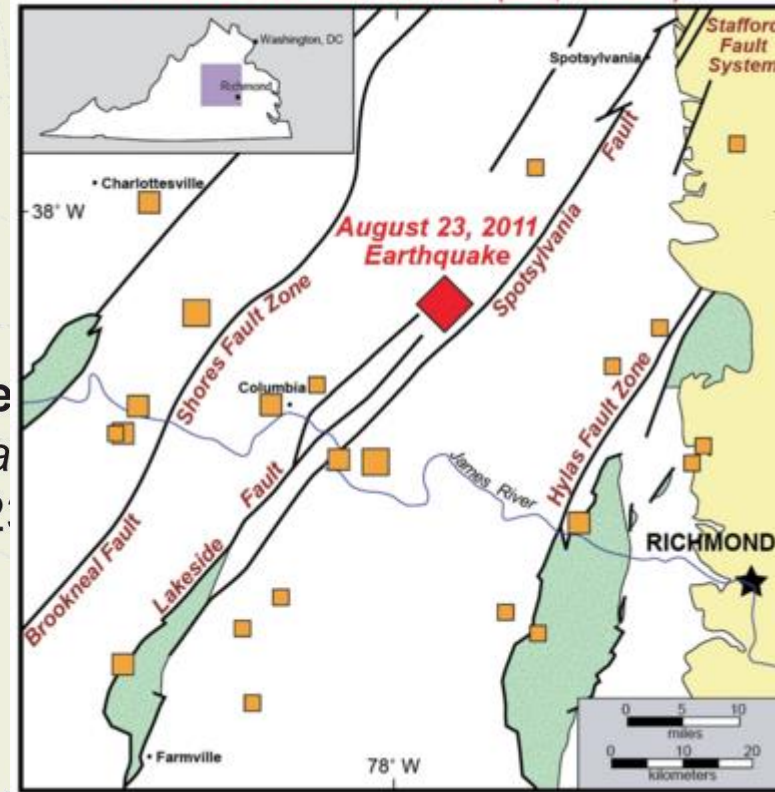 Washington, DC
Richmond
Spotsylvania
Stafford
Fault
System
Charlottesville
38° W
August 23, 2011
Earthquake
Spotsylvania Fault
Shores Fault Zone
Columbia
Hylas Fault Zone
James River
Lakeside Fault
Brookneal Fault
RICHMOND
Farmville
78° W
0 5 10
miles
0 10 20
kilometers